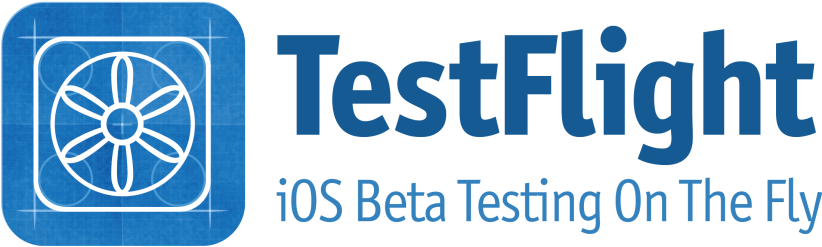 TestFlight
iOS Beta Testing On The Fly